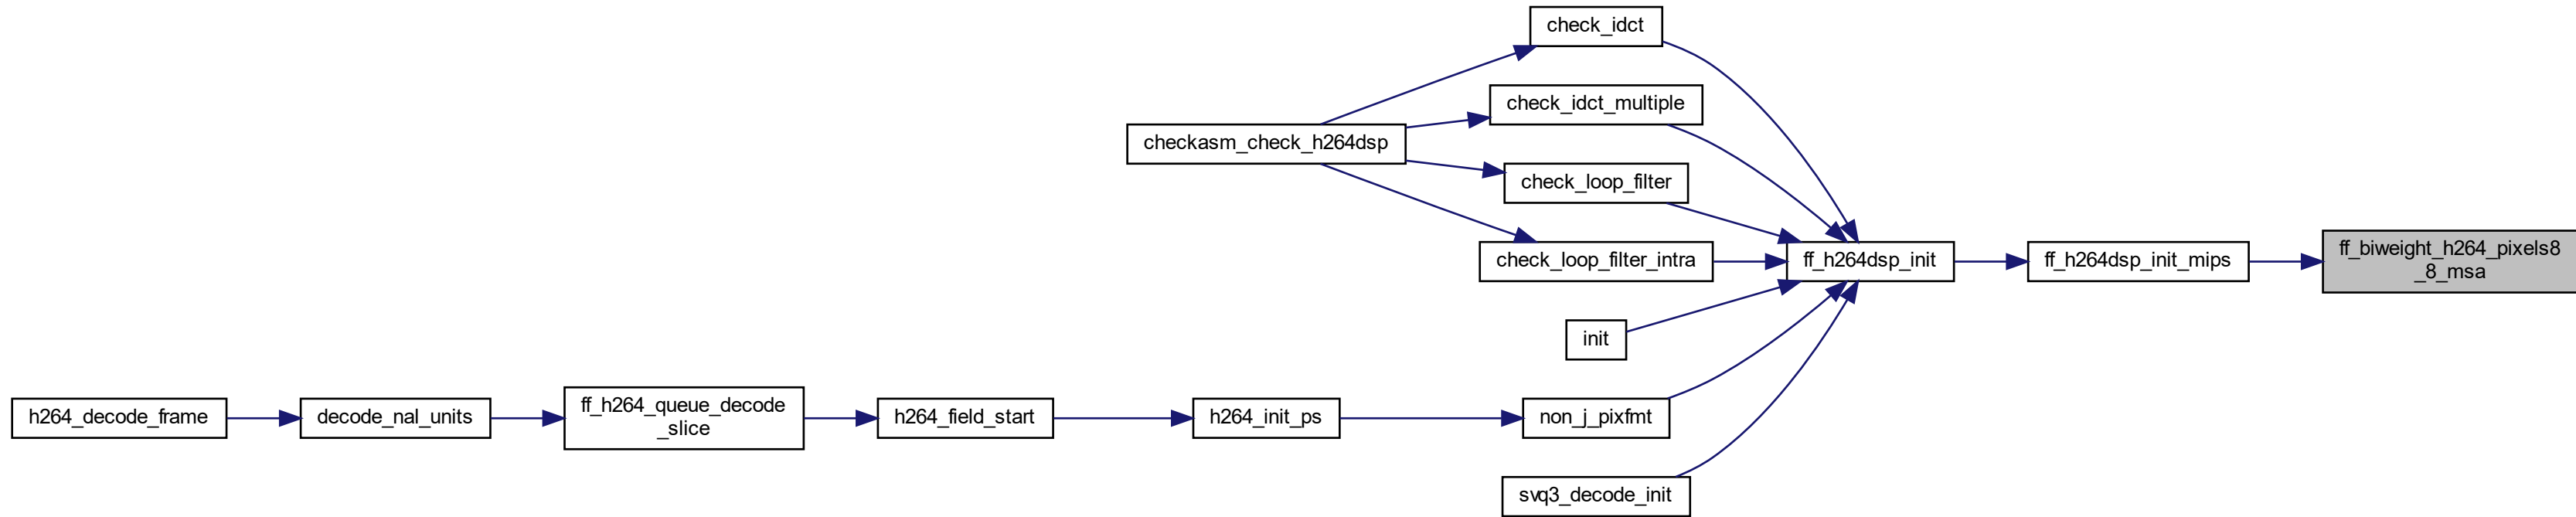 check_idct
check_idct_multiple
checkasm_check_h264dsp
check_loop_filter
check_loop_filter_intra
ff_h264dsp_init
ff_h264dsp_init_mips
ff_biweight_h264_pixels8
_8_msa
init
h264_decode_frame
decode_nal_units
ff_h264_queue_decode
_slice
h264_field_start
h264_init_ps
non_j_pixfmt
svq3_decode_init